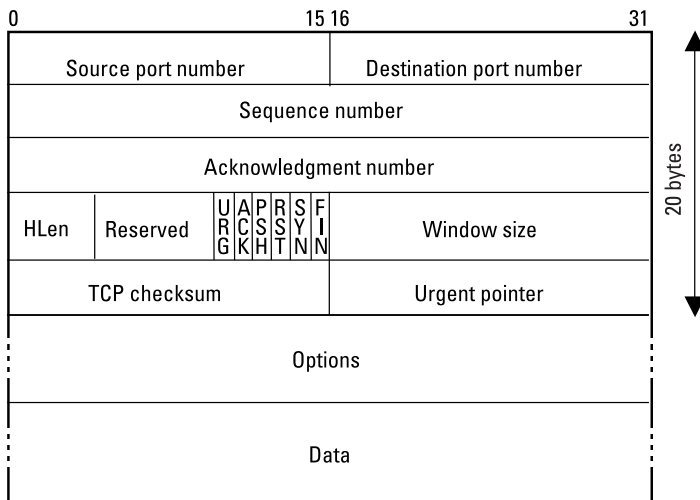 0 15 16 31
Source port number Destination port number
Sequence number
Acknowledgment number
HLen Reserved URG ACK PSH RST SYN FIN Window size
TCP checksum Urgent pointer
20 bytes
Options
Data